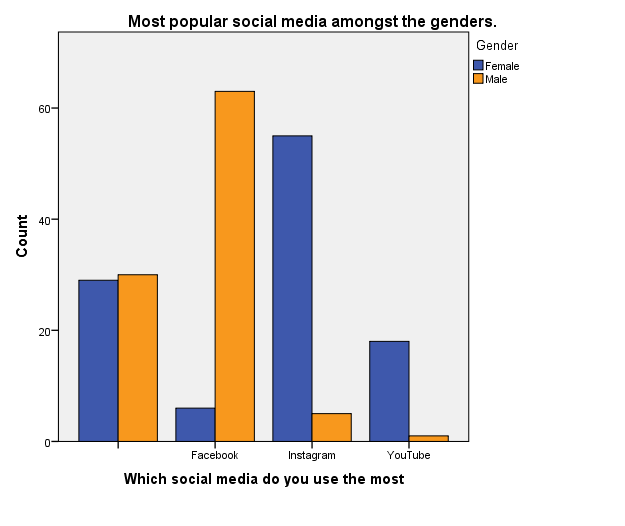 Most popular social media amongst the genders.
Gender
Female
Male
Count
60
40
20
0
Facebook
Instagram
YouTube
Which social media do you use the most